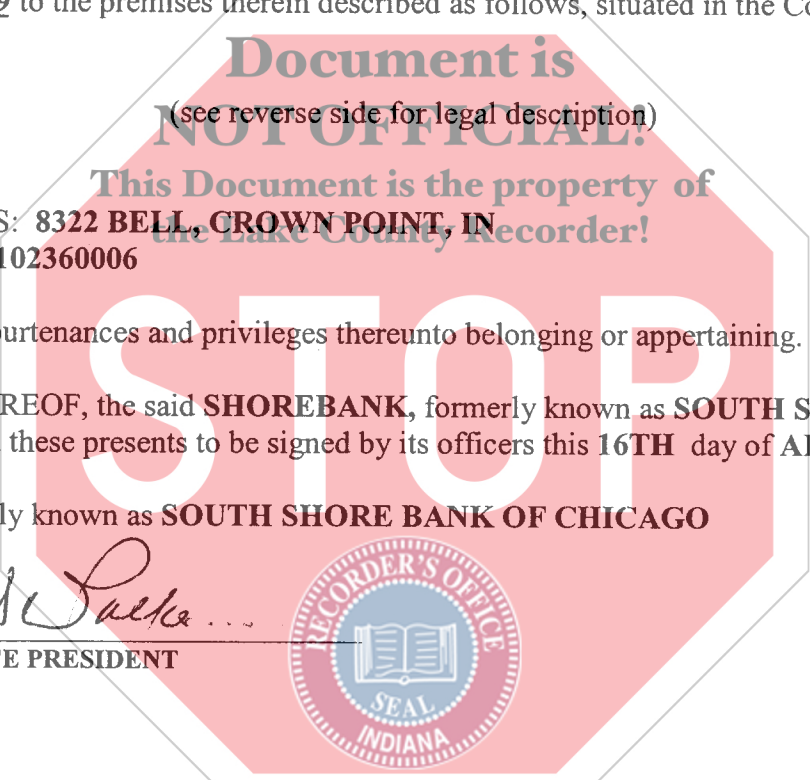 to the premises therein described as follows, situated in the Co
Document is
NOT OFFICIAL!
(see reverse side for legal description)
This Document is the property of
the Lake County Recorder!
S: 8322 BELL, CROWN POINT, IN
102360006
urtenances and privileges thereunto belonging or appertaining.
STOP
REOF, the said SHOREBANK, formerly known as SOUTH S
these presents to be signed by its officers this 16TH day of A
ly known as SOUTH SHORE BANK OF CHICAGO
E PRESIDENT
RECORDER'S OFFICE
SEAL
INDIANA